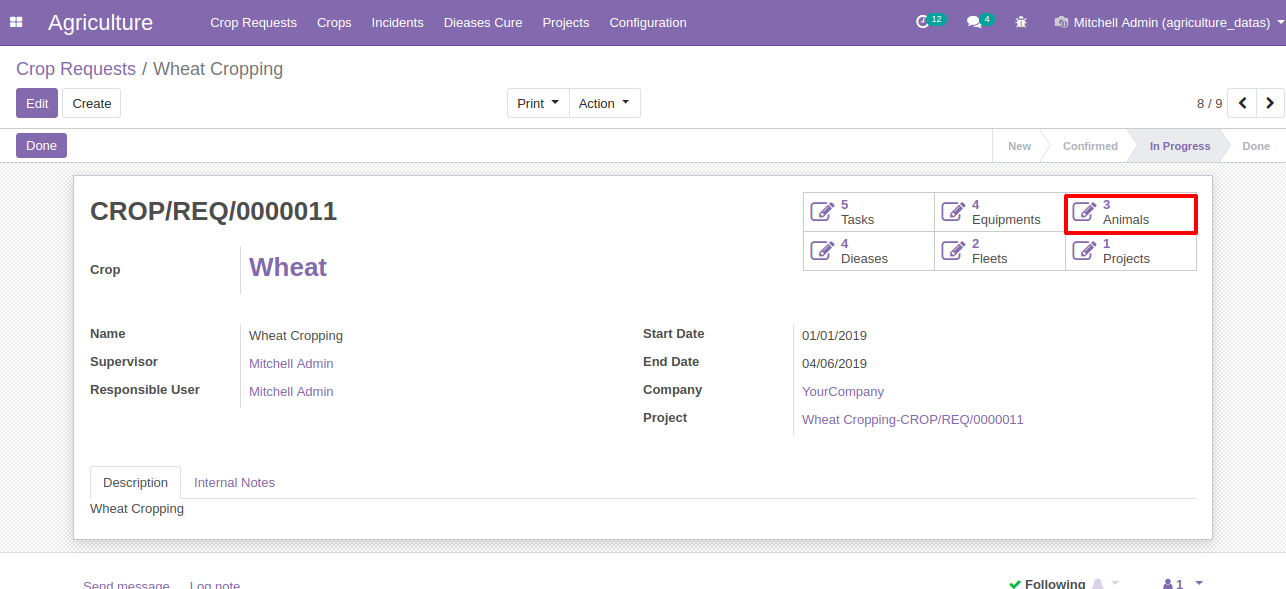 Agriculture Crop Requests Crops Incidents Dieases Cure Projects Configuration 12 4 Mitchell Admin (agriculture_datas)
Crop Requests / Wheat Cropping
Edit Create Print Action 8 / 9
Done New Confirmed In Progress Done
CROP/REQ/0000011
5 Tasks 4 Equipments 3 Animals
4 Dieases 2 Fleets 1 Projects
Crop Wheat
Name Wheat Cropping Start Date 01/01/2019
Supervisor Mitchell Admin End Date 04/06/2019
Responsible User Mitchell Admin Company YourCompany
Project Wheat Cropping-CROP/REQ/0000011
Description Internal Notes
Wheat Cropping
Send message Log note Following 1